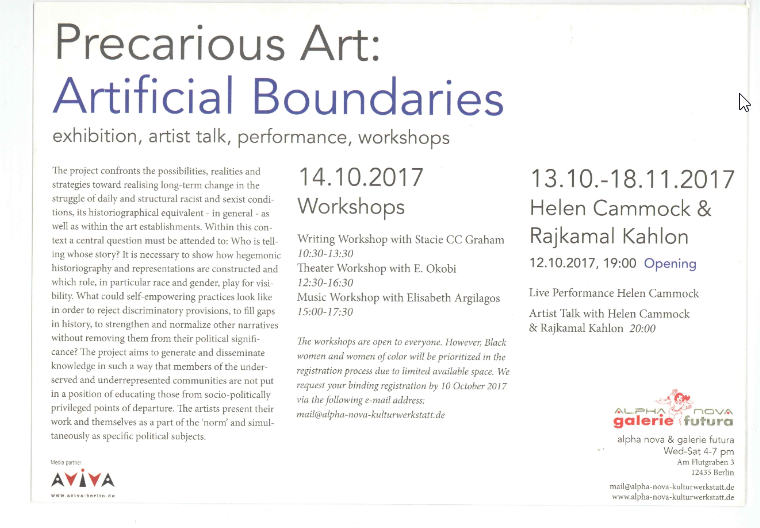 Precarious Art:
Artificial Boundaries
exhibition, artist talk, performance, workshops
The project confronts the possibilities, realities and
strategies toward realising long-term change in the
struggle of daily and structural racist and sexist condi-
tions, its historiographical equivalent - in general - as
well as within the art establishments. Within this con-
text a central question must be attended to: Who is tell-
ing whose story? It is necessary to show how hegemonic
historiography and representations are constructed and
which role, in particular race and gender, play for visi-
bility. What could self-empowering practices look like
in order to reject discriminatory provisions, to fill gaps
in history, to strengthen and normalize other narratives
without removing them from their political signifi-
cance? The project aims to generate and disseminate
knowledge in such a way that members of the under-
served and underrepresented communities are not put
in a position of educating those from socio-politically
privileged points of departure. The artists present their
work and themselves as a part of the 'norm' and simul-
taneously as specific political subjects.
Media partner
AVIVA
www.aviva-berlin.de
14.10.2017
Workshops
Writing Workshop with Stacie CC Graham
10:30-13:30
Theater Workshop with E. Okobi
12:30-16:30
Music Workshop with Elisabeth Argilagos
15:00-17:30
The workshops are open to everyone. However, Black
women and women of color will be prioritized in the
registration process due to limited available space. We
request your binding registration by 10 October 2017
via the following e-mail address:
mail@alpha-nova-kulturwerkstatt.de
13.10.-18.11.2017
Helen Cammock &
Rajkamal Kahlon
12.10.2017, 19:00 Opening
Live Performance Helen Cammock
Artist Talk with Helen Cammock
& Rajkamal Kahlon 20:00
ALPHA NOVA
galerie futura
alpha nova & galerie futura
Wed-Sat 4-7 pm
Am Flutgraben 3
12435 Berlin
mail@alpha-nova-kulturwerkstatt.de
www.alpha-nova-kulturwerkstatt.de